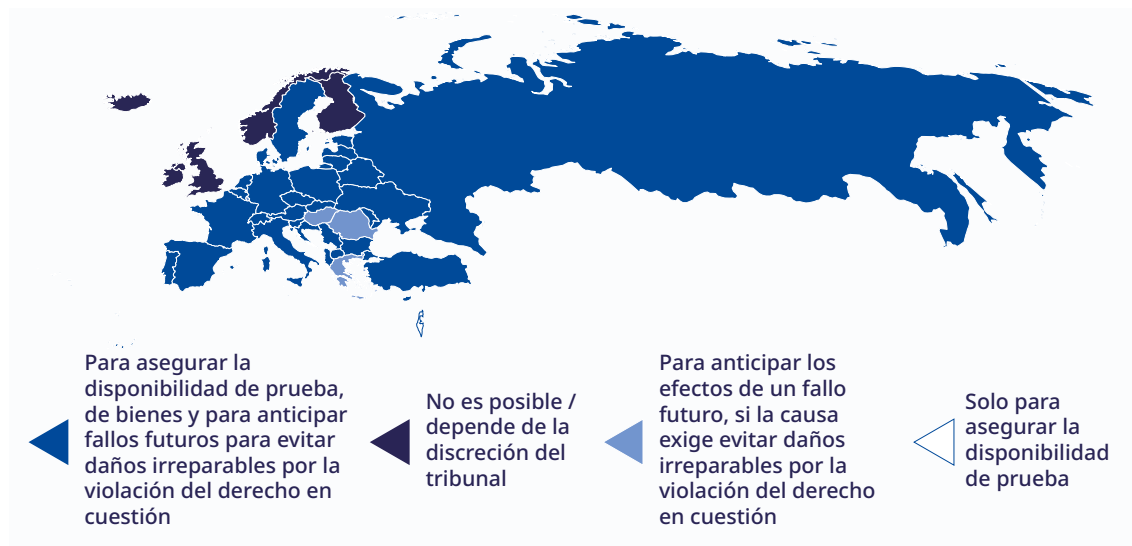 Para asegurar la
disponibilidad de prueba,
de bienes y para anticipar
fallos futuros para evitar
daños irreparables por la
violación del derecho en
cuestión
No es posible /
depende de la
discreción del
tribunal
Para anticipar los
efectos de un fallo
futuro, si la causa
exige evitar daños
irreparables por la
violación del derecho
en cuestión
Solo para
asegurar la
disponibilidad
de prueba